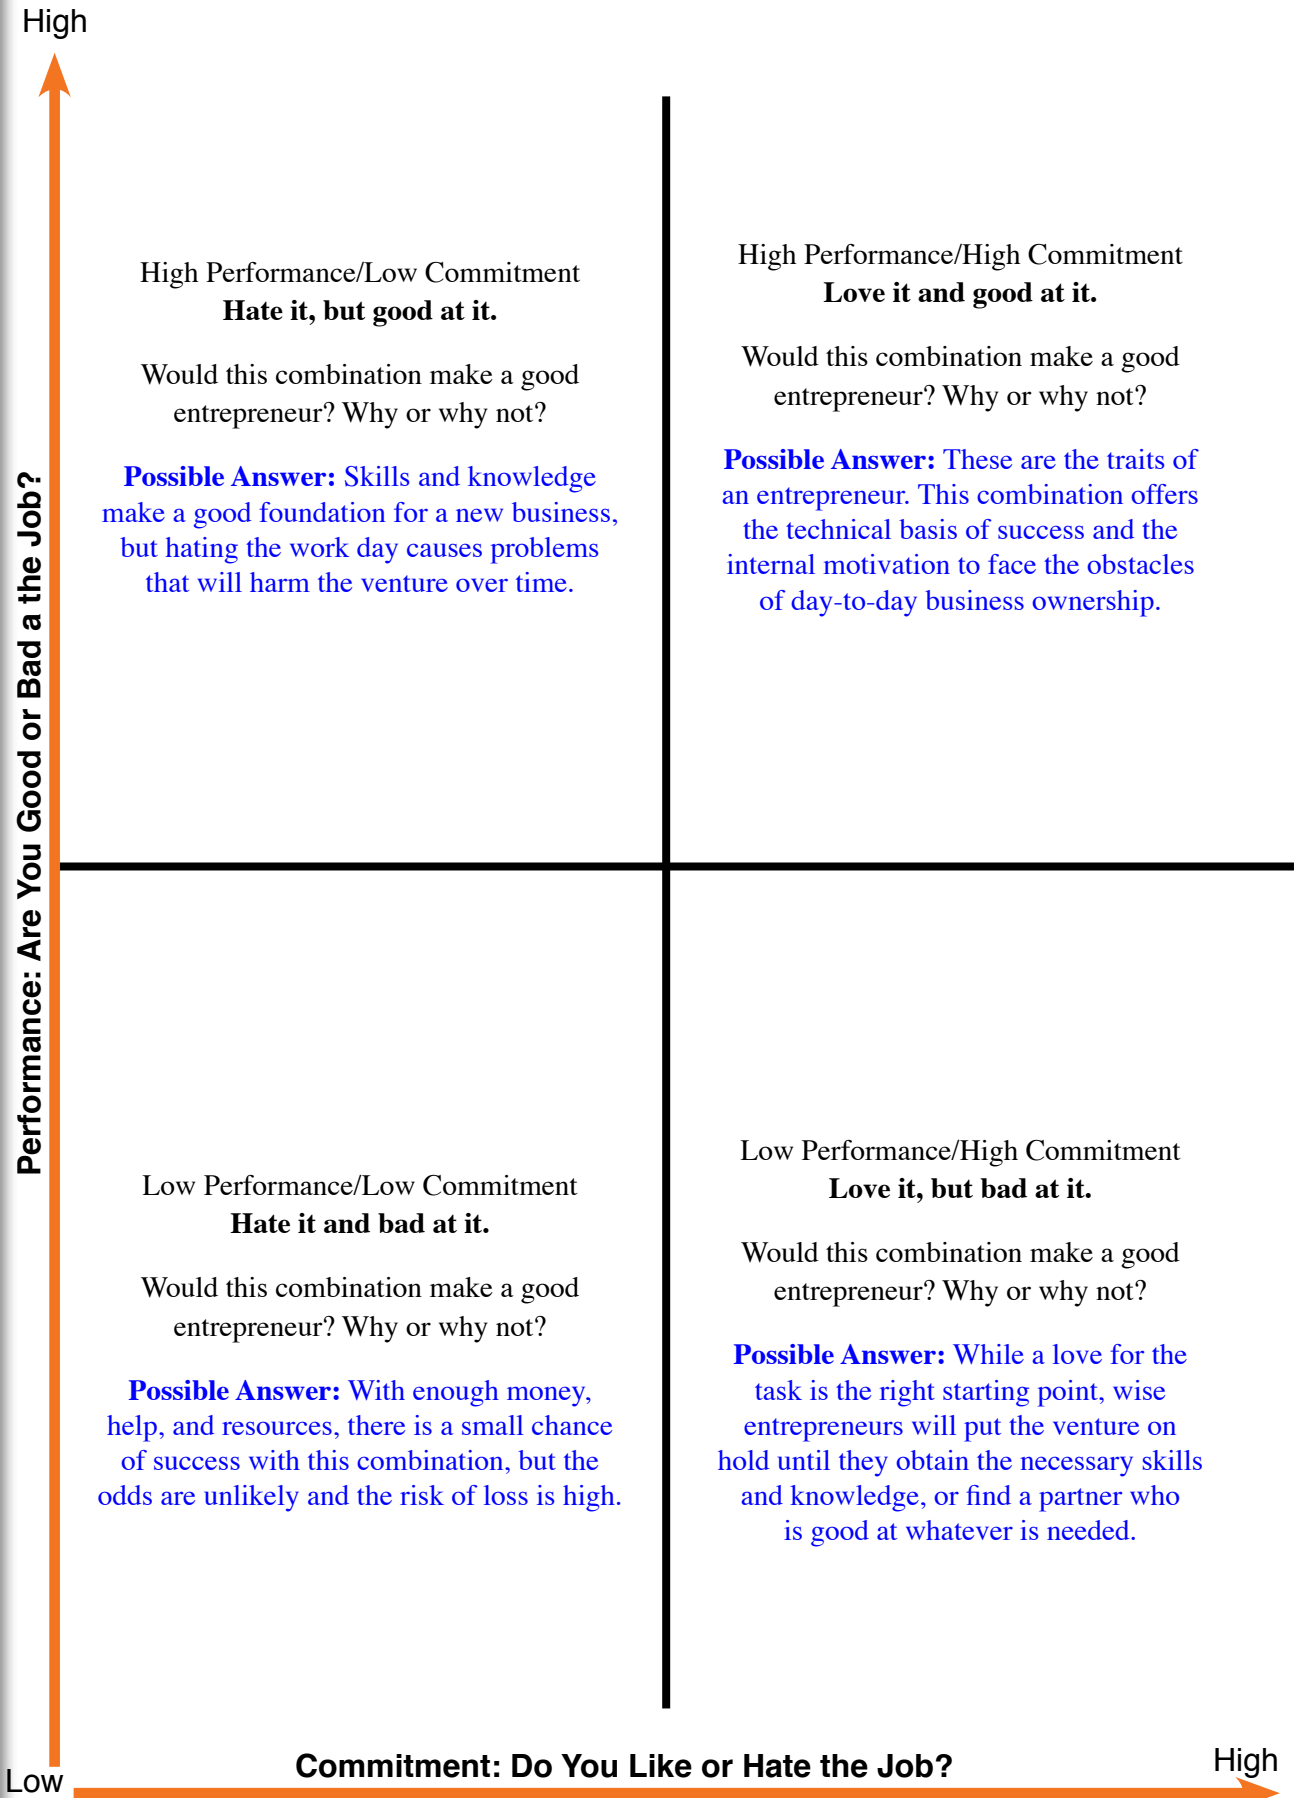 High
Performance: Are You Good or Bad a the Job?
High Performance/Low Commitment
Hate it, but good at it.
Would this combination make a good
entrepreneur? Why or why not?
Possible Answer: Skills and knowledge
make a good foundation for a new business,
but hating the work day causes problems
that will harm the venture over time.
High Performance/High Commitment
Love it and good at it.
Would this combination make a good
entrepreneur? Why or why not?
Possible Answer: These are the traits of
an entrepreneur. This combination offers
the technical basis of success and the
internal motivation to face the obstacles
of day-to-day business ownership.
Low Performance/Low Commitment
Hate it and bad at it.
Would this combination make a good
entrepreneur? Why or why not?
Possible Answer: With enough money,
help, and resources, there is a small chance
of success with this combination, but the
odds are unlikely and the risk of loss is high.
Low Performance/High Commitment
Love it, but bad at it.
Would this combination make a good
entrepreneur? Why or why not?
Possible Answer: While a love for the
task is the right starting point, wise
entrepreneurs will put the venture on
hold until they obtain the necessary skills
and knowledge, or find a partner who
is good at whatever is needed.
Low
Commitment: Do You Like or Hate the Job?
High